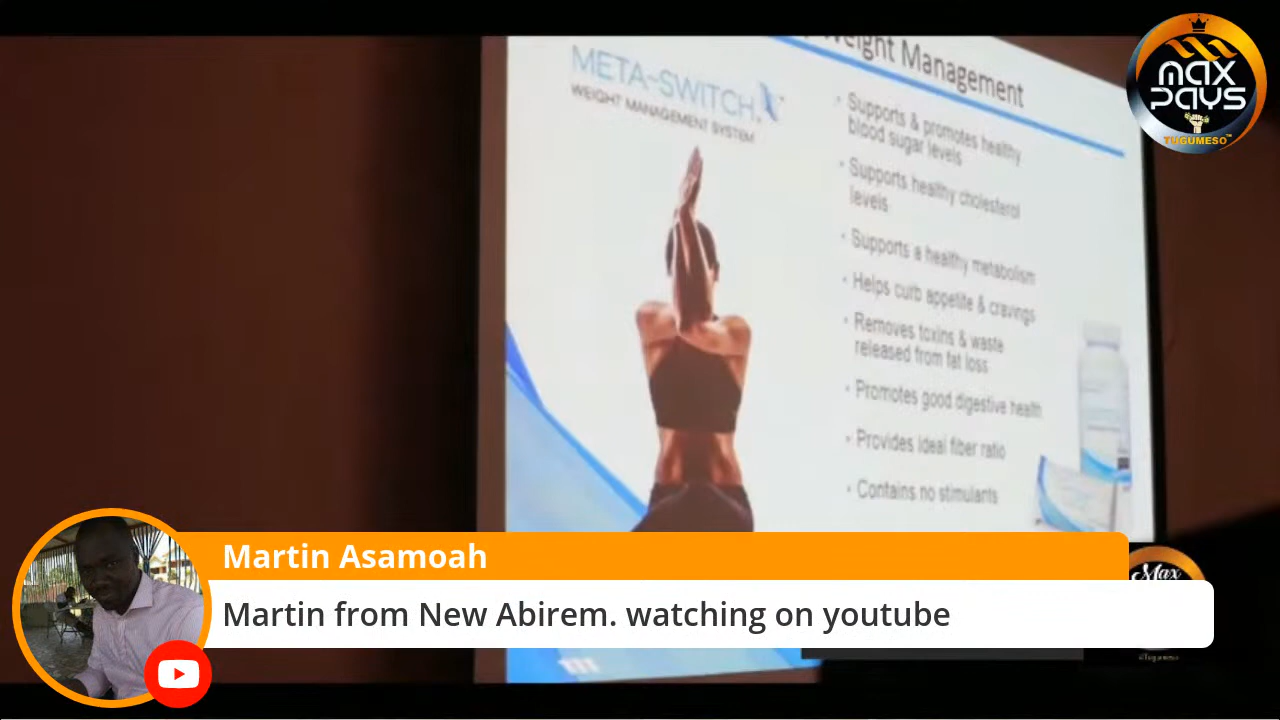 Weight Management
META-SWITCH
WEIGHT MANAGEMENT SYSTEM
• Supports & promotes healthy
blood sugar levels
• Supports healthy cholesterol
levels
• Supports a healthy metabolism
• Helps curb appetite & cravings
• Removes toxins & waste
released from fat loss
• Promotes good digestive health
• Provides ideal fiber ratio
• Contains no stimulants
max
pays
TUGUMESO™
Martin Asamoah
Martin from New Abirem. watching on youtube
Max